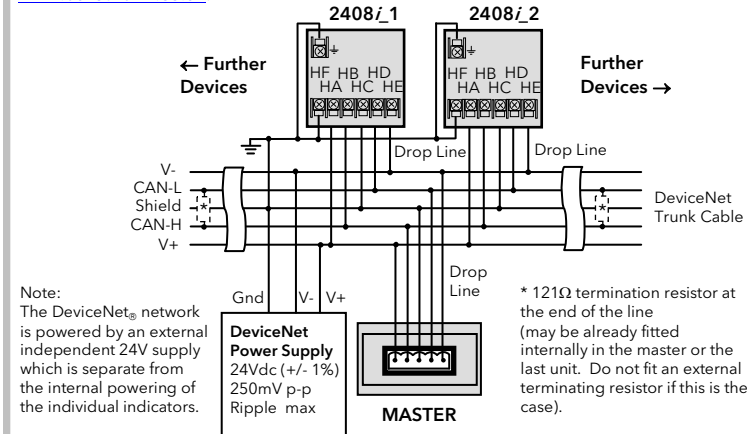 2408i_1
2408i_2
← Further
Devices
Further
Devices →
HF HB HD
HA HC HE
HF HB HD
HA HC HE
Drop Line
Drop Line
V-
CAN-L
Shield
CAN-H
V+
*
*
DeviceNet
Trunk Cable
Drop
Line
Note:
The DeviceNet® network
is powered by an external
independent 24V supply
which is separate from
the internal powering of
the individual indicators.
Gnd V- V+
DeviceNet
Power Supply
24Vdc (+/- 1%)
250mV p-p
Ripple max
MASTER
* 121Ω termination resistor at
the end of the line
(may be already fitted
internally in the master or the
last unit. Do not fit an external
terminating resistor if this is the
case).